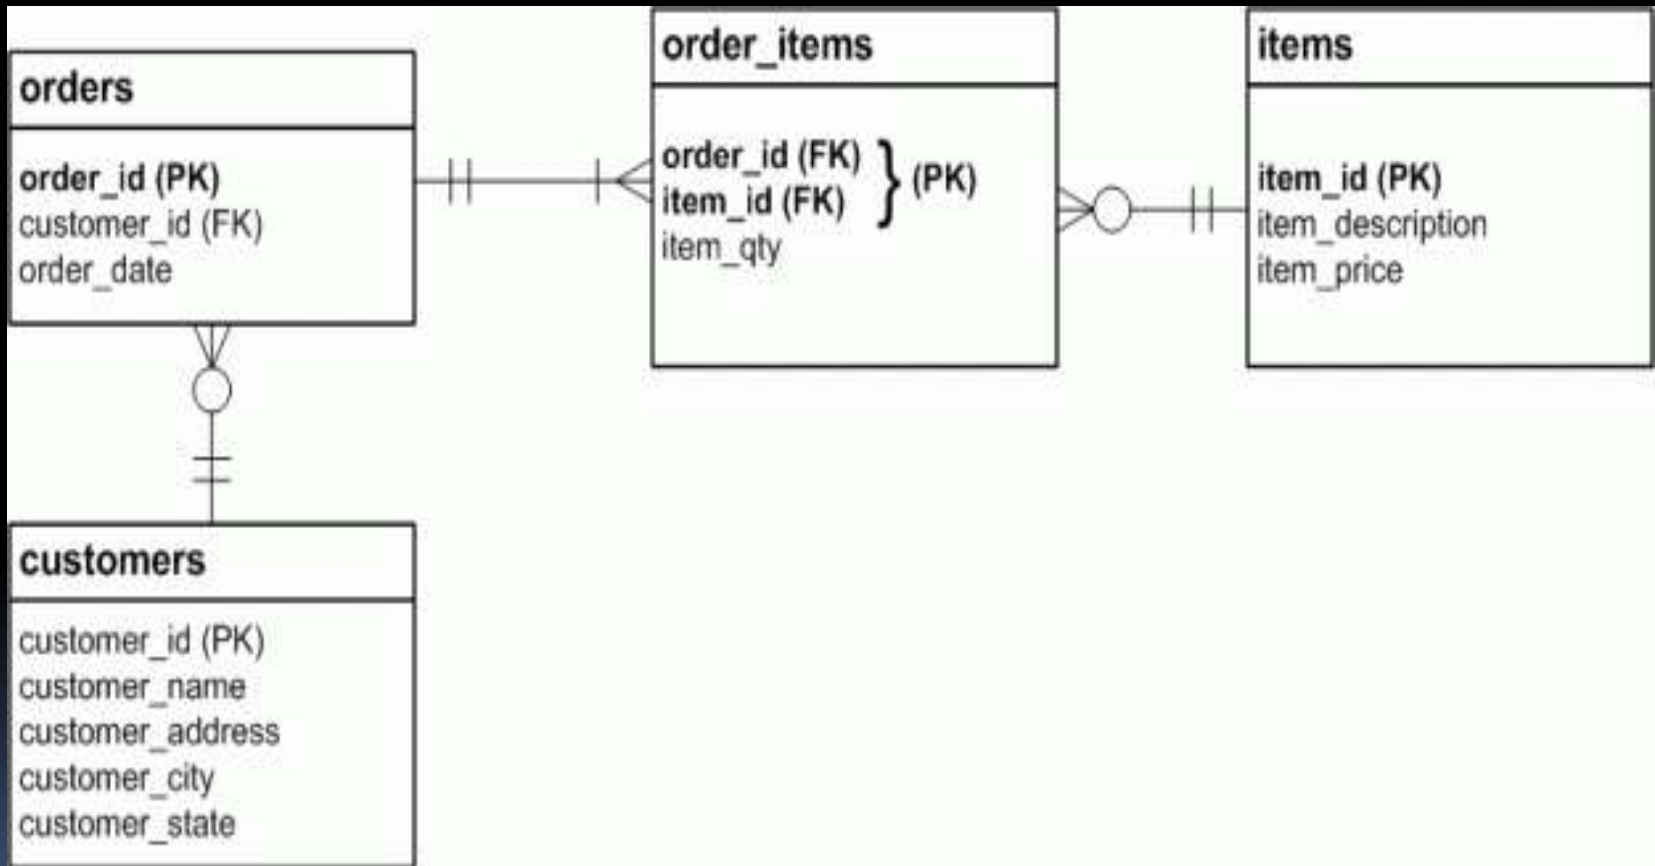 orders
order_id (PK)
customer_id (FK)
order_date
order_items
order_id (FK)
item_id (FK)
} (PK)
item_qty
items
item_id (PK)
item_description
item_price
customers
customer_id (PK)
customer_name
customer_address
customer_city
customer_state